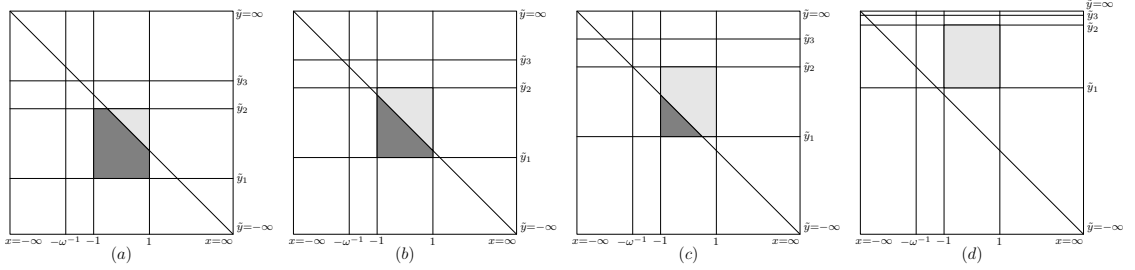 ỹ=∞
ỹ₃
ỹ₂
ỹ₁
ỹ=−∞
x=−∞ −ω⁻¹ −1 1 x=∞
(a)
ỹ=∞
ỹ₃
ỹ₂
ỹ₁
ỹ=−∞
x=−∞ −ω⁻¹ −1 1 x=∞
(b)
ỹ=∞
ỹ₃
ỹ₂
ỹ₁
ỹ=−∞
x=−∞ −ω⁻¹ −1 1 x=∞
(c)
ỹ=∞
ỹ₃
ỹ₂
ỹ₁
ỹ=−∞
x=−∞ −ω⁻¹ −1 1 x=∞
(d)